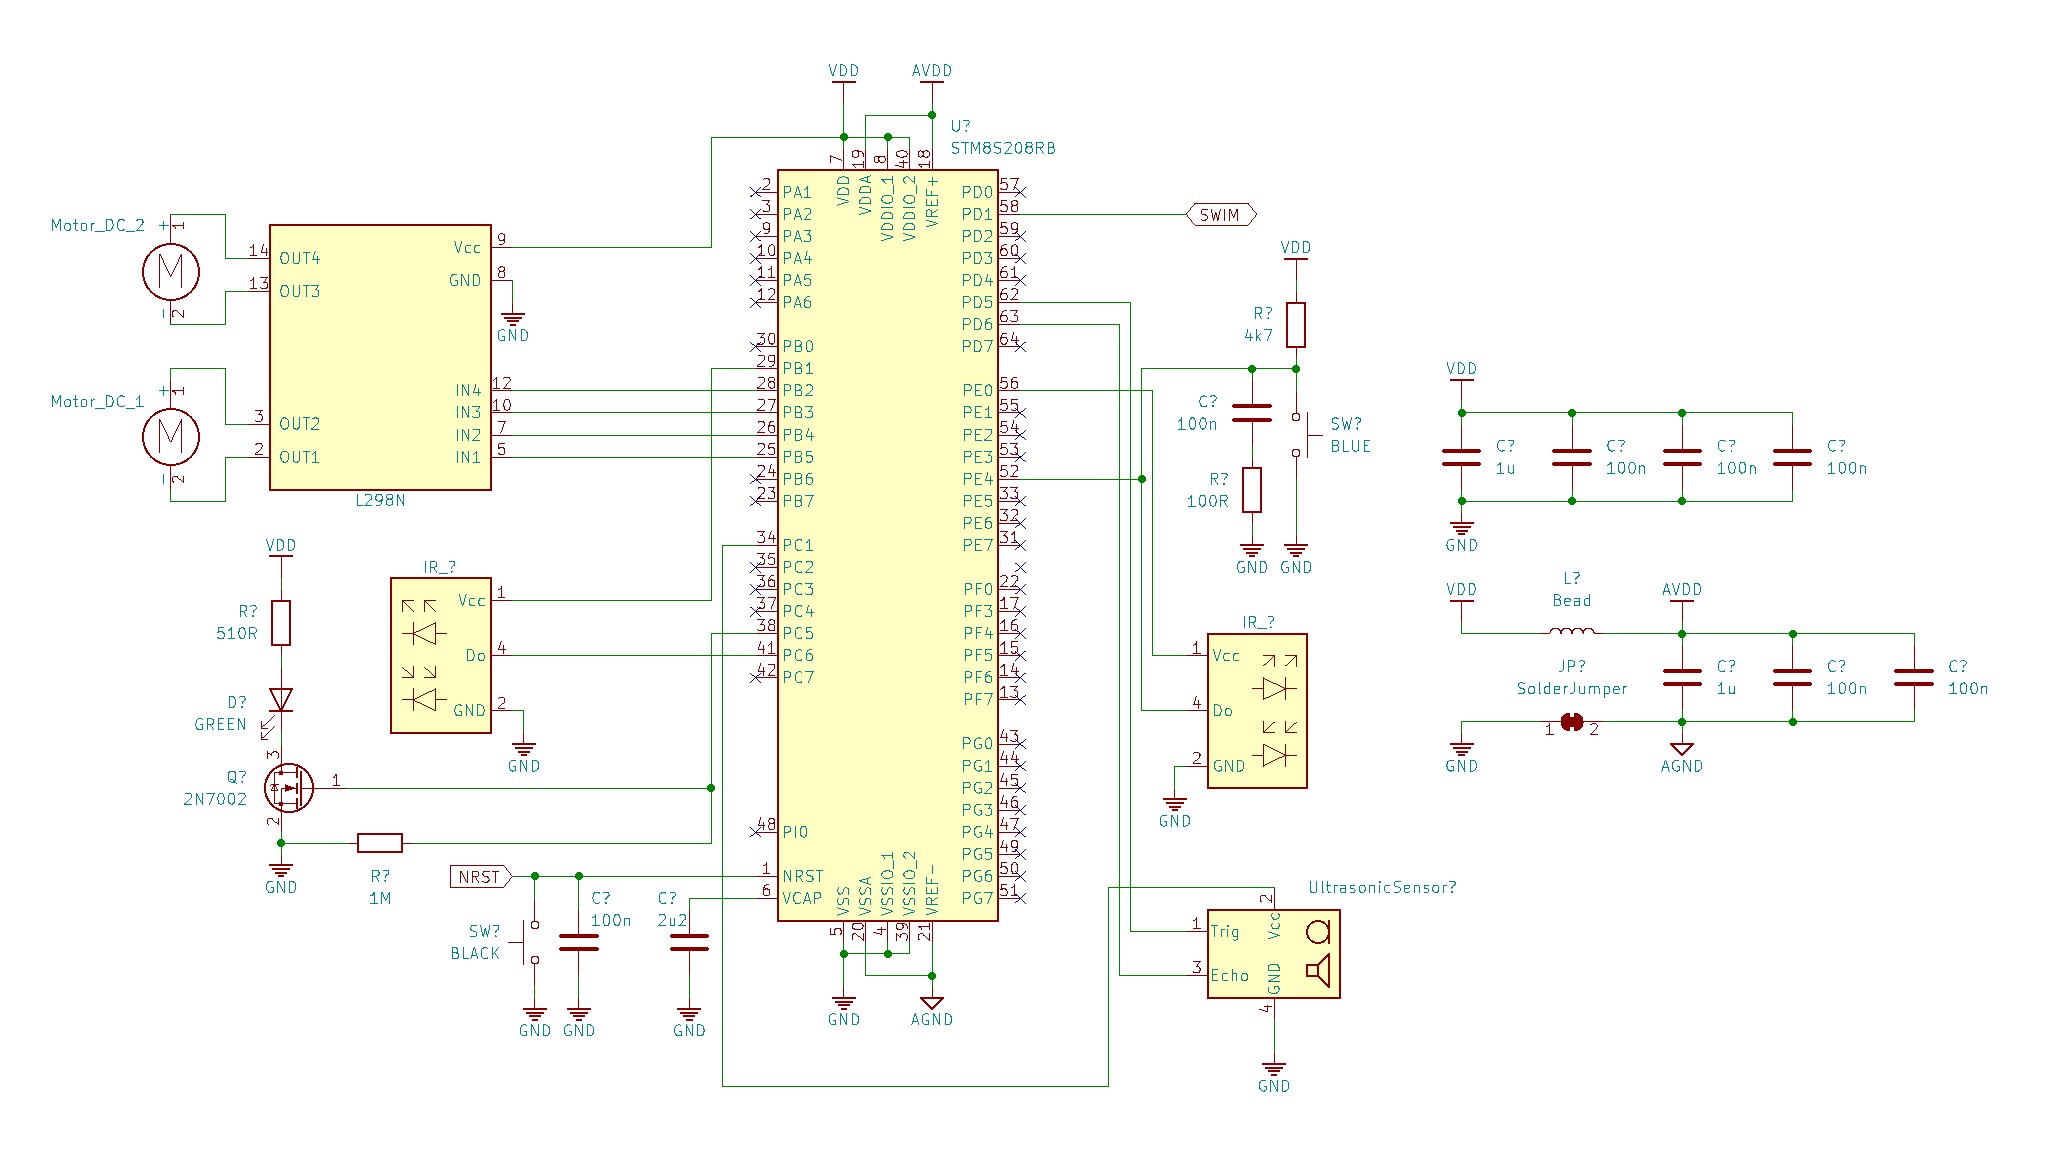 VDD
AVDD
U?
STM8S208RB
7
19
8
40
18
VDD
VDDA
VDDIO_1
VDDIO_2
VREF+
2 PA1
3 PA2
9 PA3
10 PA4
11 PA5
12 PA6
30 PB0
29 PB1
28 PB2
27 PB3
26 PB4
25 PB5
24 PB6
23 PB7
34 PC1
35 PC2
36 PC3
37 PC4
38 PC5
41 PC6
42 PC7
48 PI0
1 NRST
6 VCAP
PD0 57
PD1 58
PD2 59
PD3 60
PD4 61
PD5 62
PD6 63
PD7 64
PE0 56
PE1 55
PE2 54
PE3 53
PE4 52
PE5 33
PE6 32
PE7 31
PF0 22
PF3 17
PF4 16
PF5 15
PF6 14
PF7 13
PG0 43
PG1 44
PG2 45
PG3 46
PG4 47
PG5 49
PG6 50
PG7 51
VSS
VSSA
VSSIO_1
VSSIO_2
VREF-
5
20
4
39
21
GND
AGND
Motor_DC_2
+
1
M
-
2
Motor_DC_1
+
1
M
-
2
14 OUT4
13 OUT3
3 OUT2
2 OUT1
Vcc 9
GND 8
IN4 12
IN3 10
IN2 7
IN1 5
L298N
GND
VDD
R?
510R
D?
GREEN
3
Q?
2N7002
1
2
GND
R?
1M
IR_?
Vcc 1
Do 4
GND 2
GND
NRST
SW?
BLACK
GND
C?
100n
GND
C?
2u2
GND
SWIM
VDD
R?
4k7
C?
100n
SW?
BLUE
R?
100R
GND
GND
IR_?
1 Vcc
4 Do
2 GND
GND
UltrasonicSensor?
2
Vcc
1 Trig
3 Echo
GND
4
GND
VDD
C?
1u
C?
100n
C?
100n
C?
100n
GND
L?
Bead
VDD
AVDD
JP?
SolderJumper
1 2
C?
1u
C?
100n
C?
100n
GND
AGND